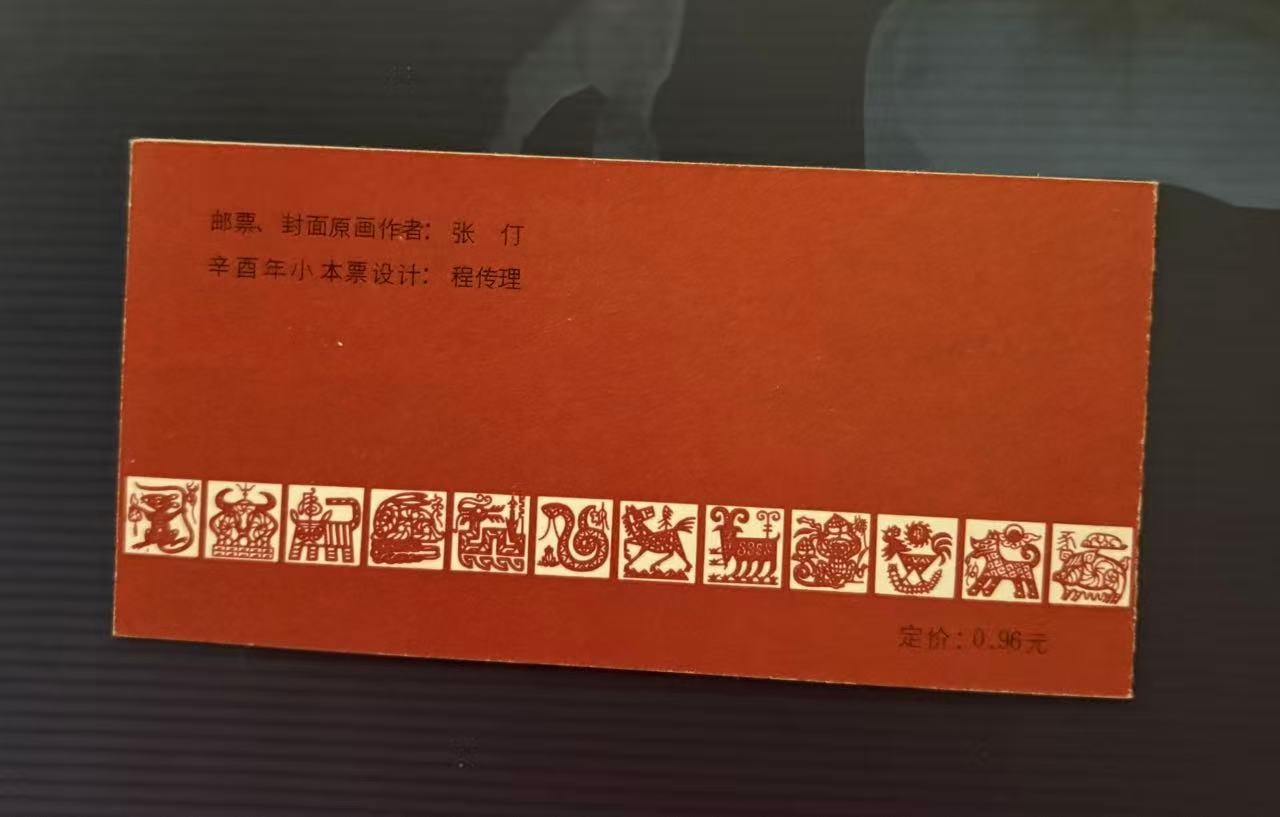 邮票、封面原画作者：张　仃
辛酉年小本票设计：程传理
定价：0.96元